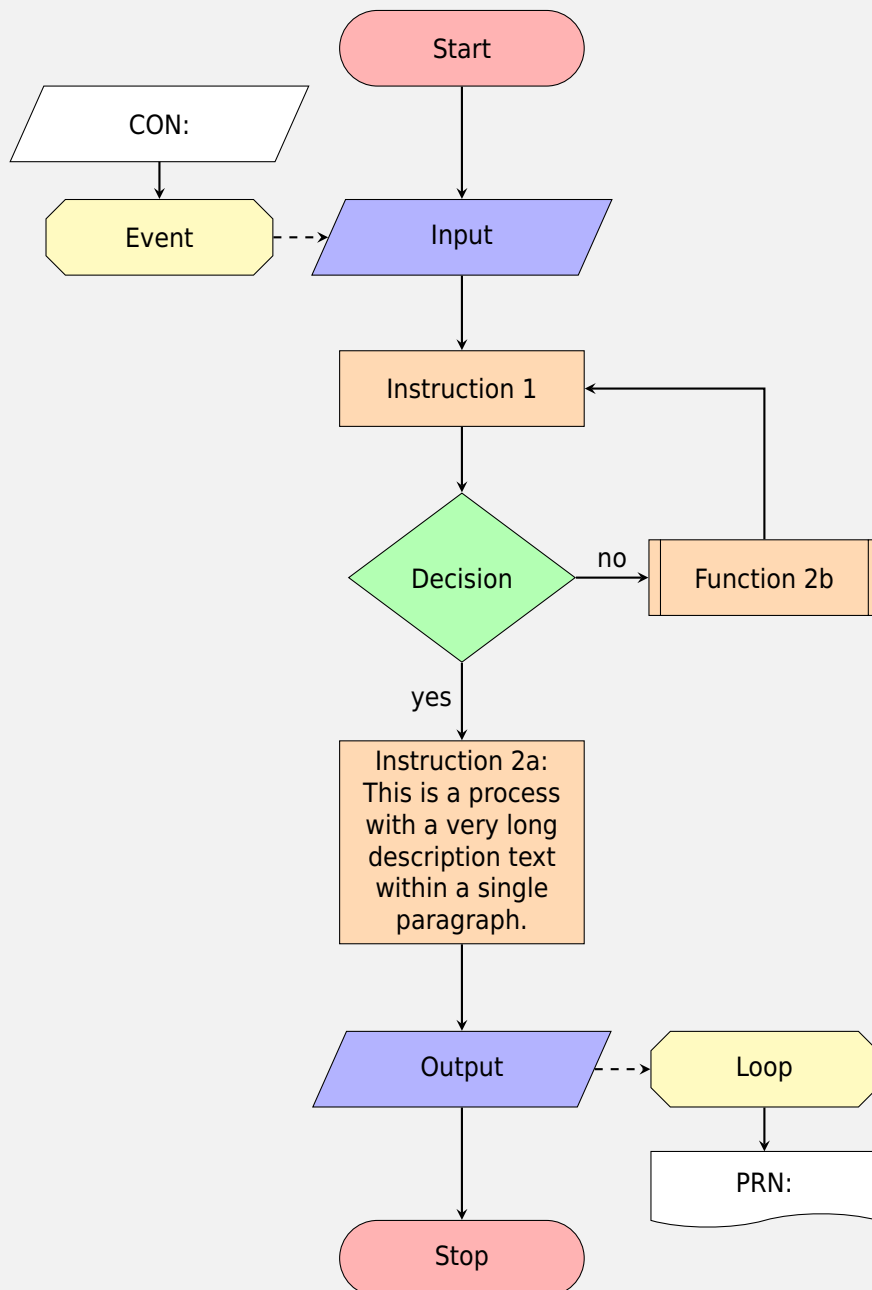 Start
CON:
Event
Input
Instruction 1
Decision
no
Function 2b
yes
Instruction 2a:
This is a process
with a very long
description text
within a single
paragraph.
Output
Loop
PRN:
Stop